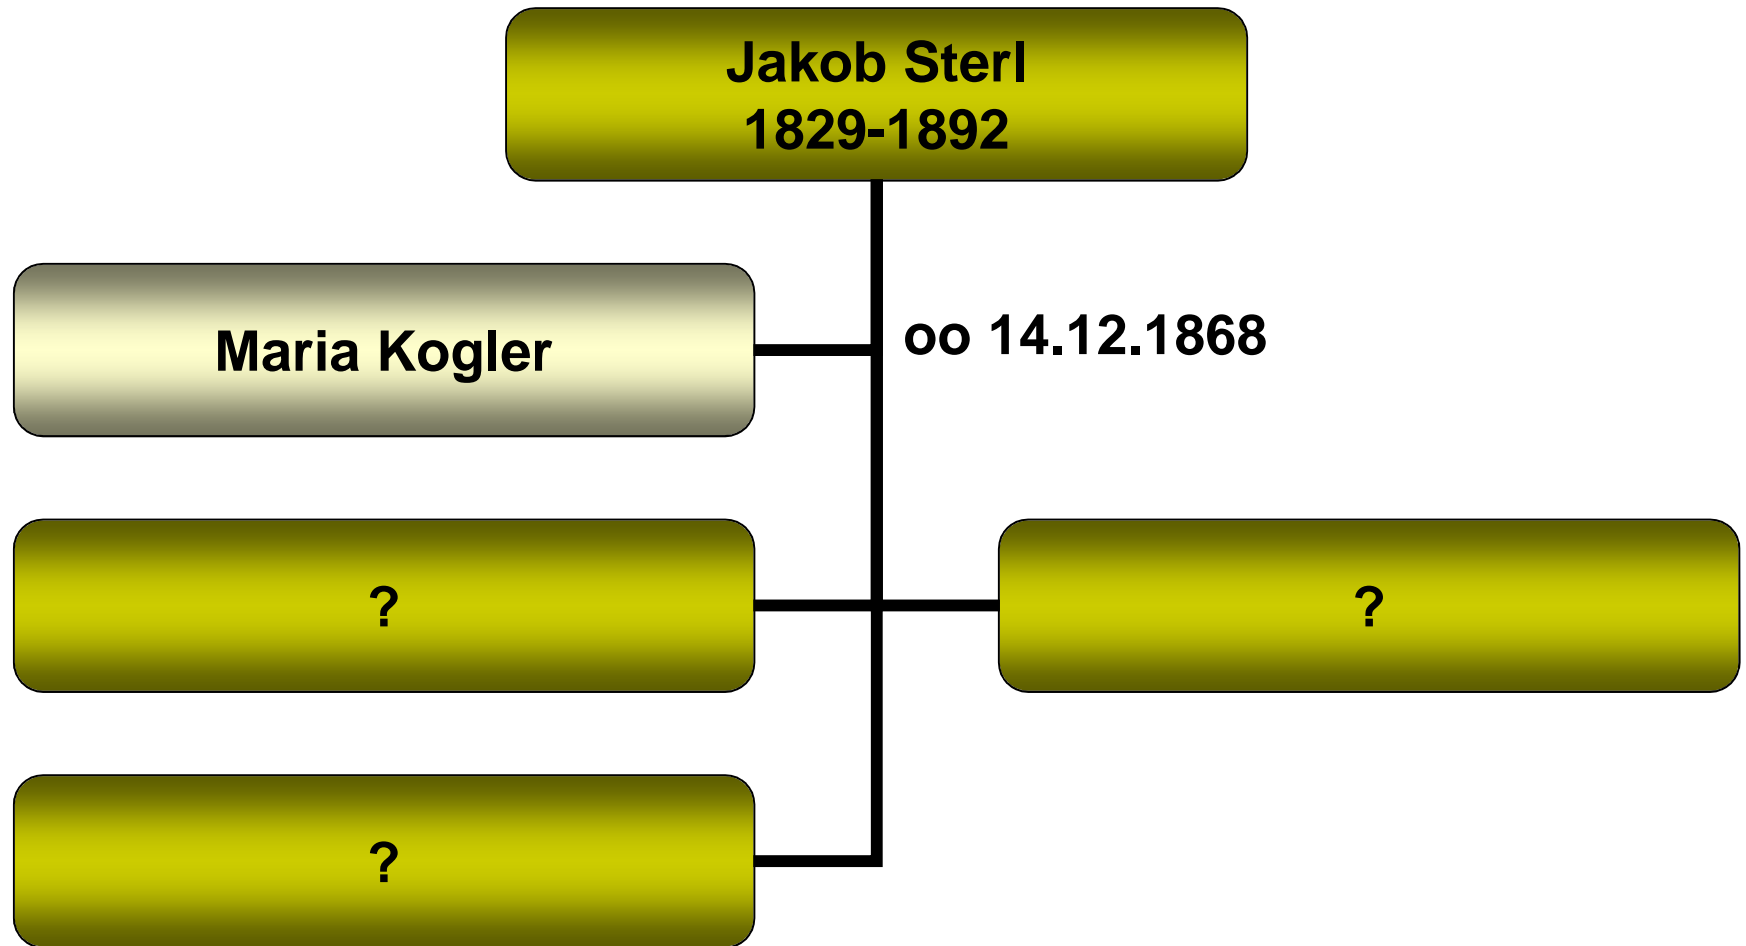 Jakob Sterl
1829-1892
Maria Kogler
oo 14.12.1868
?
?
?